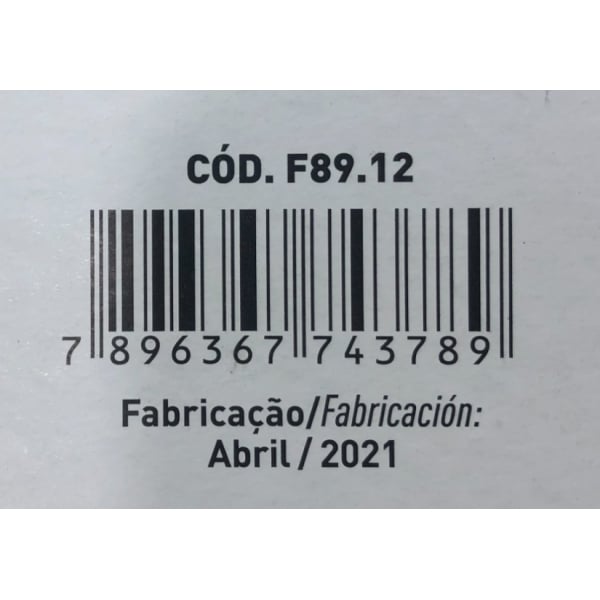 CÓD. F89.12
7 896367 743789
Fabricação/Fabricación:
Abril / 2021